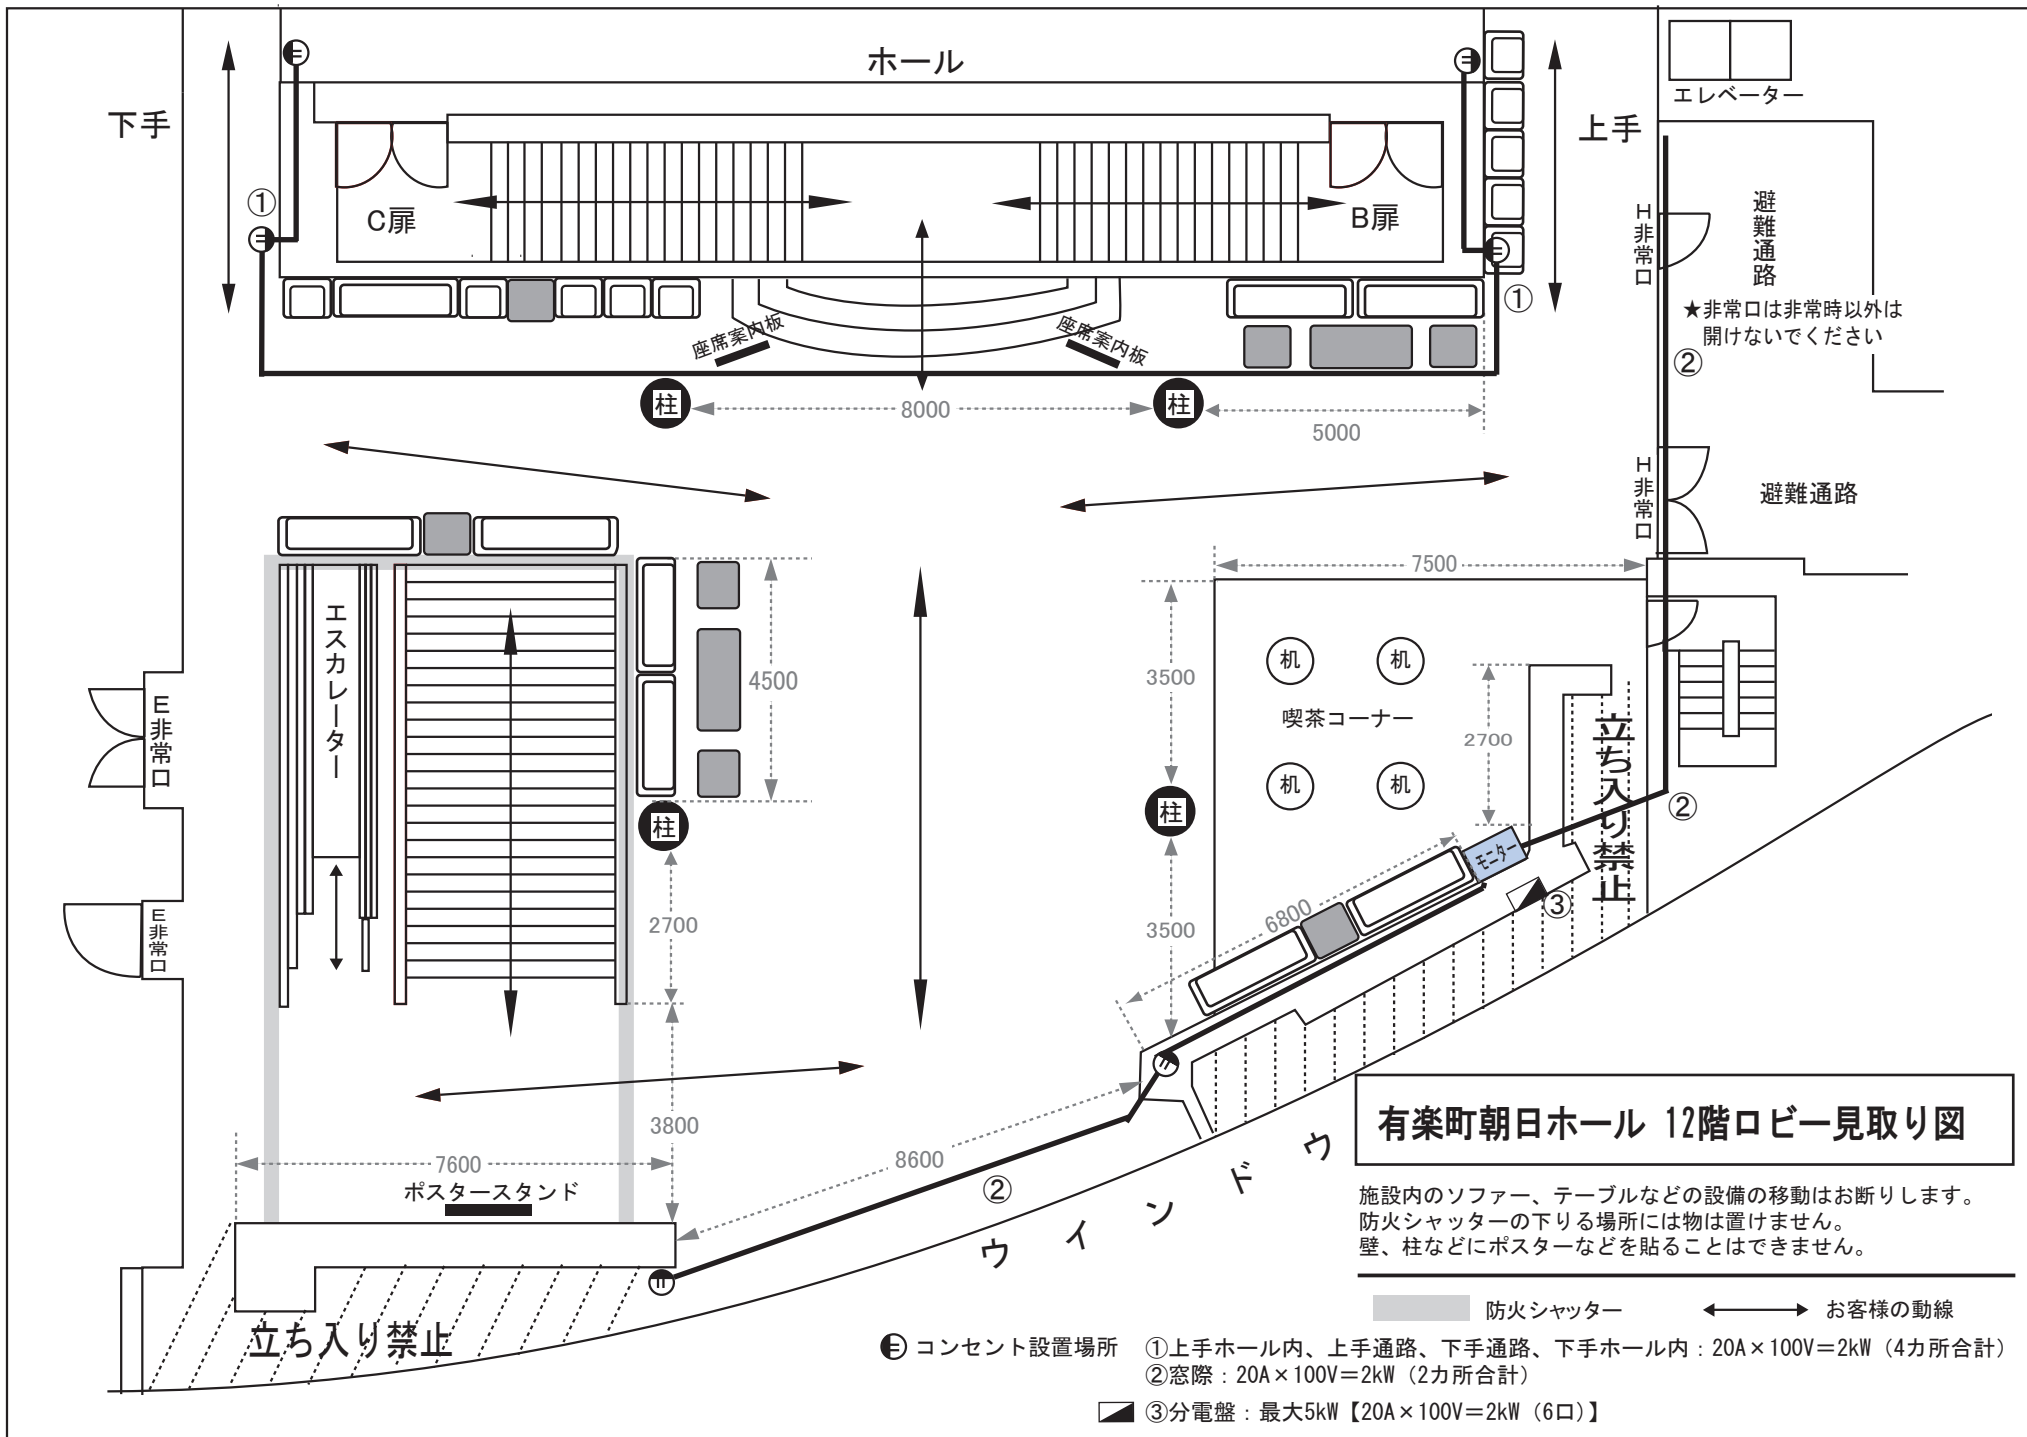 ホール
エレベーター
下手
上手
①
C扉
B扉
H非常口
避難通路
★非常口は非常時以外は
開けないでください
①
②
座席案内板
座席案内板
柱
8000
柱
5000
H非常口
避難通路
7500
エスカレーター
4500
3500
机
机
喫茶コーナー
2700
机
机
立ち入り禁止
E非常口
柱
柱
②
モニター
③
6800
E非常口
2700
3500
3800
7600
8600
ポスタースタンド
②
ウインドウ
立ち入り禁止
有楽町朝日ホール 12階ロビー見取り図
施設内のソファー、テーブルなどの設備の移動はお断りします。
防火シャッターの下りる場所には物は置けません。
壁、柱などにポスターなどを貼ることはできません。
防火シャッター
お客様の動線
コンセント設置場所
①上手ホール内、上手通路、下手通路、下手ホール内：20A×100V＝2kW（4カ所合計）
②窓際：20A×100V＝2kW（2カ所合計）
③分電盤：最大5kW【20A×100V＝2kW（6口）】